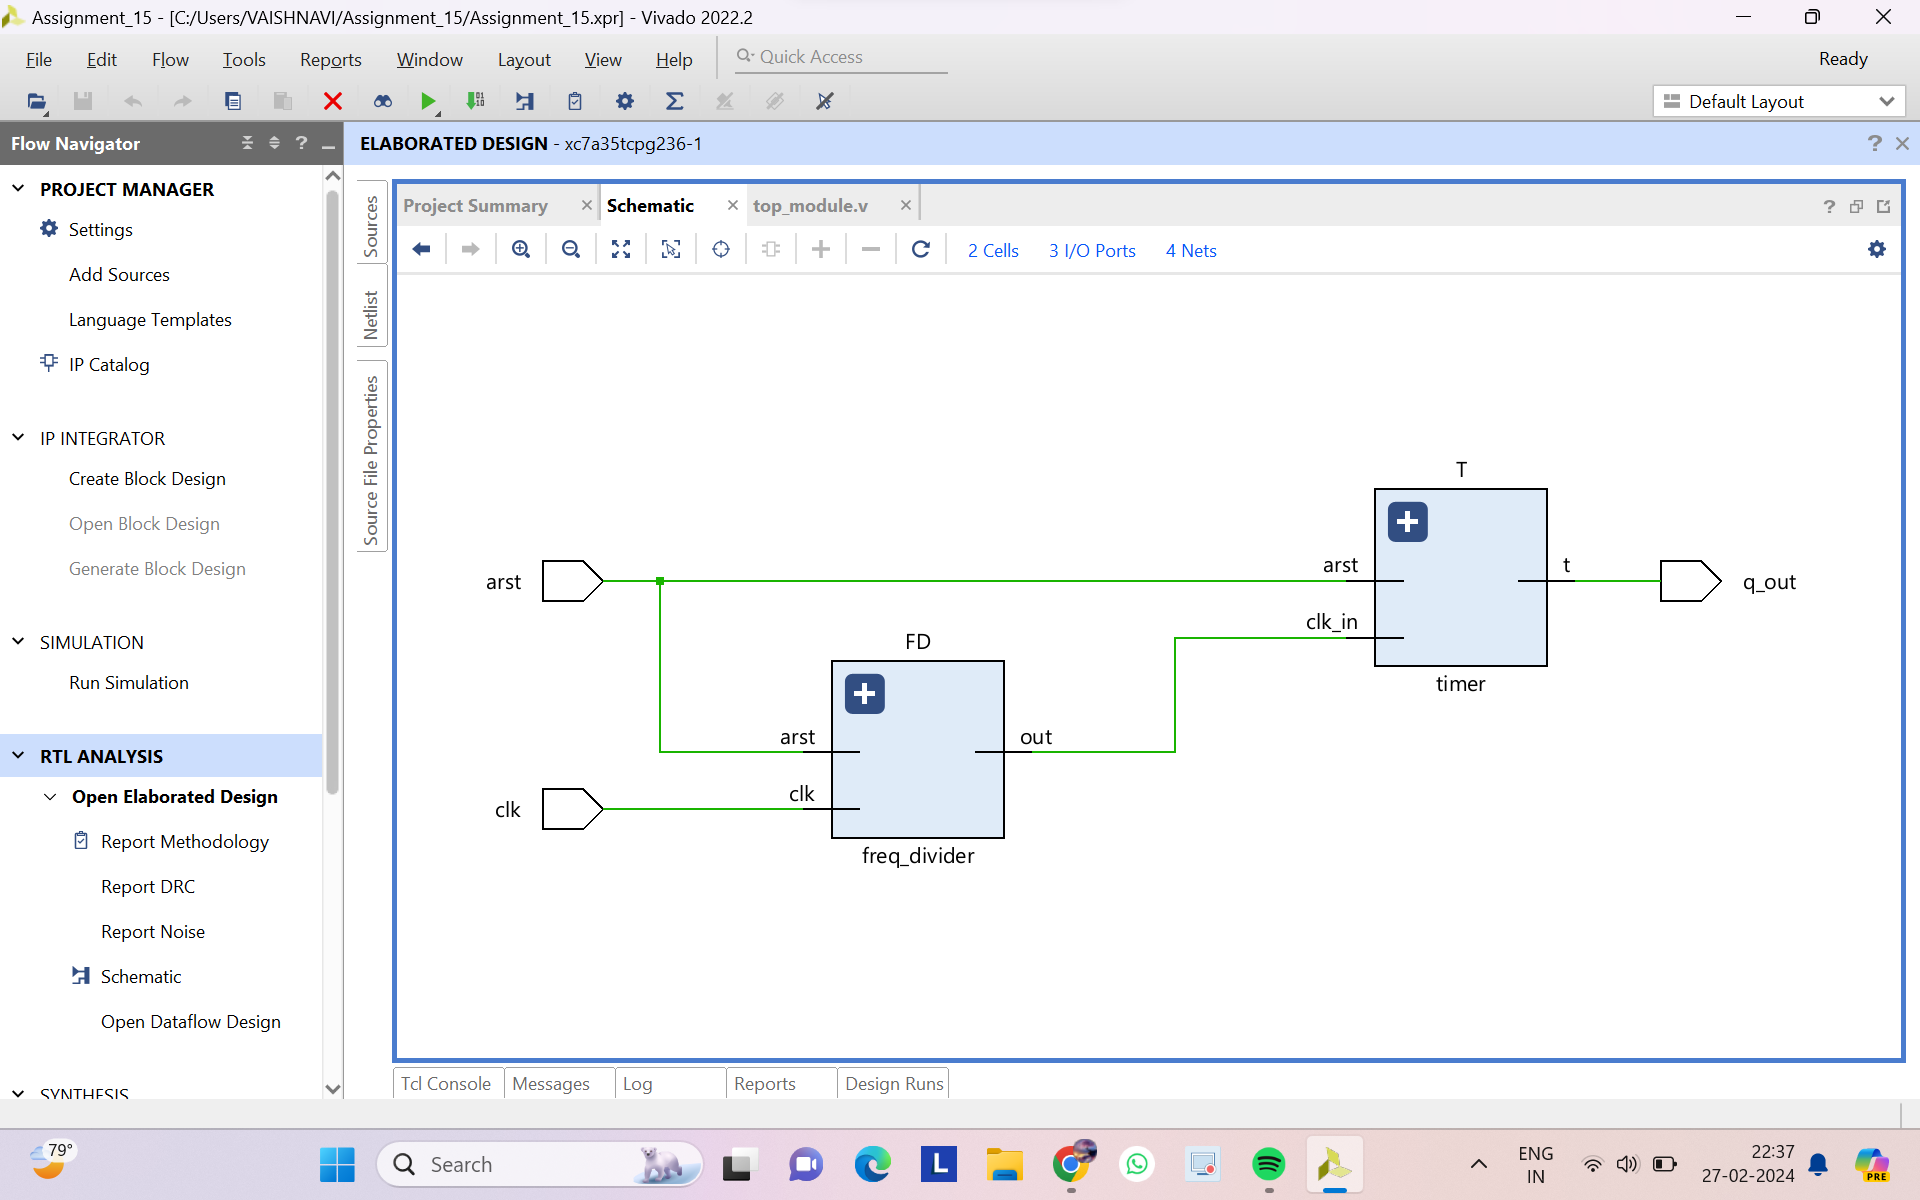 Assignment_15 - [C:/Users/VAISHNAVI/Assignment_15/Assignment_15.xpr] - Vivado 2022.2
File Edit Flow Tools Reports Window Layout View Help Quick Access
Ready
Default Layout
Flow Navigator
ELABORATED DESIGN - xc7a35tcpg236-1
PROJECT MANAGER
Settings
Add Sources
Language Templates
IP Catalog
IP INTEGRATOR
Create Block Design
Open Block Design
Generate Block Design
SIMULATION
Run Simulation
RTL ANALYSIS
Open Elaborated Design
Report Methodology
Report DRC
Report Noise
Schematic
Open Dataflow Design
SYNTHESIS
Sources
Netlist
Source File Properties
Project Summary Schematic top_module.v
2 Cells 3 I/O Ports 4 Nets
T
arst
arst
t
q_out
clk_in
timer
FD
arst
out
clk
clk
freq_divider
Tcl Console Messages Log Reports Design Runs
79°
Search
L
ENG
IN
22:37
27-02-2024
PRE